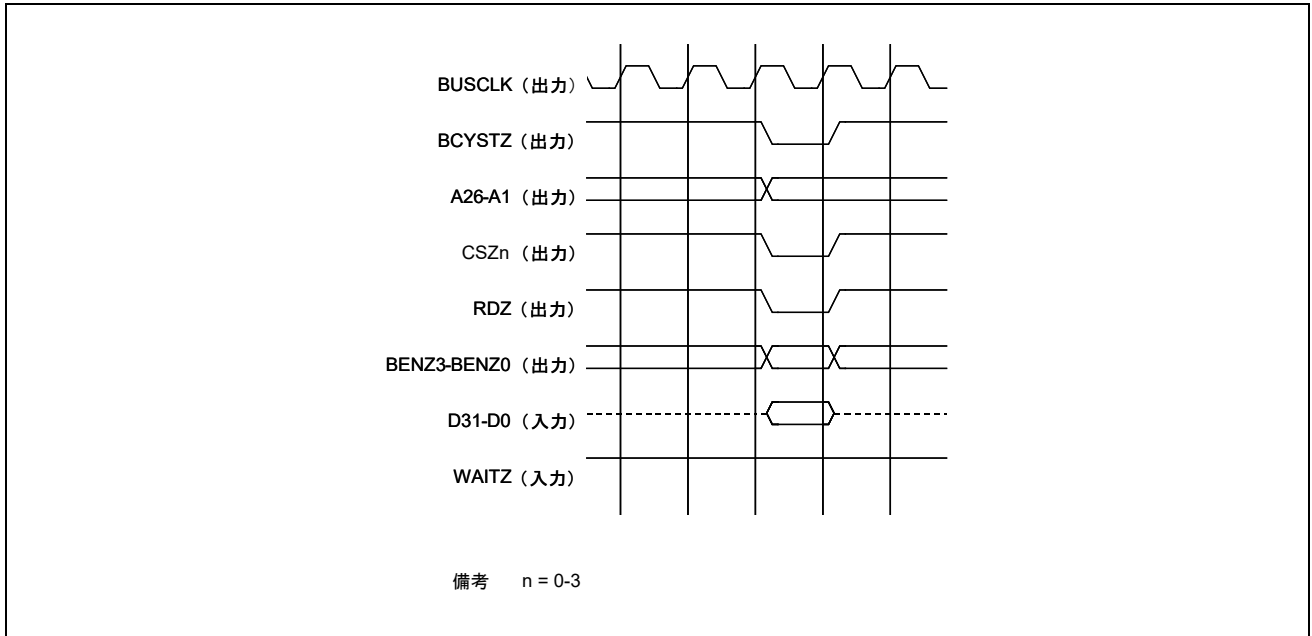 BUSCLK（出力）
BCYSTZ（出力）
A26-A1（出力）
CSZn（出力）
RDZ（出力）
BENZ3-BENZ0（出力）
D31-D0（入力）
WAITZ（入力）
備考 n = 0-3